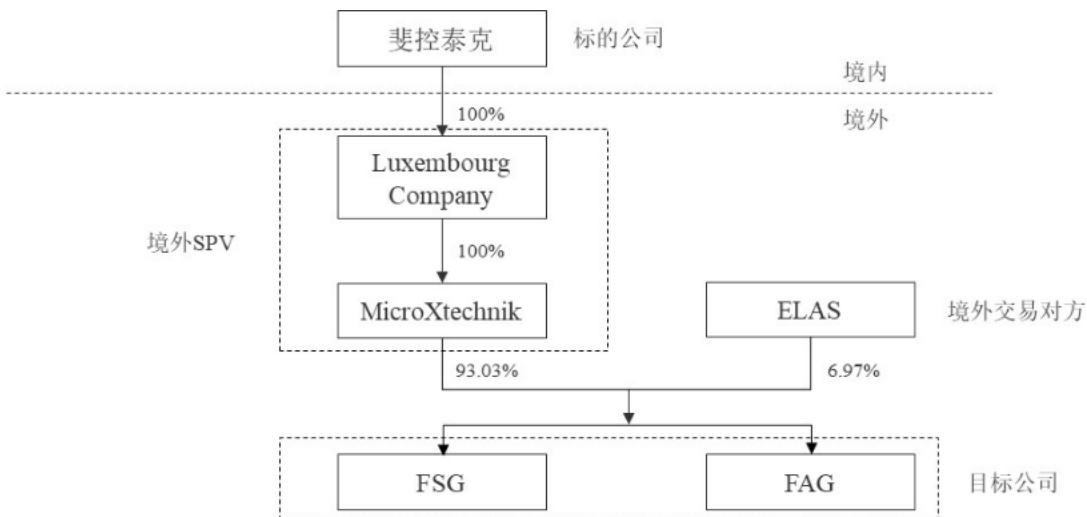 斐控泰克
标的公司
境内
100%
境外
Luxembourg
Company
境外SPV
100%
MicroXtechnik
ELAS
境外交易对方
93.03%
6.97%
FSG
FAG
目标公司